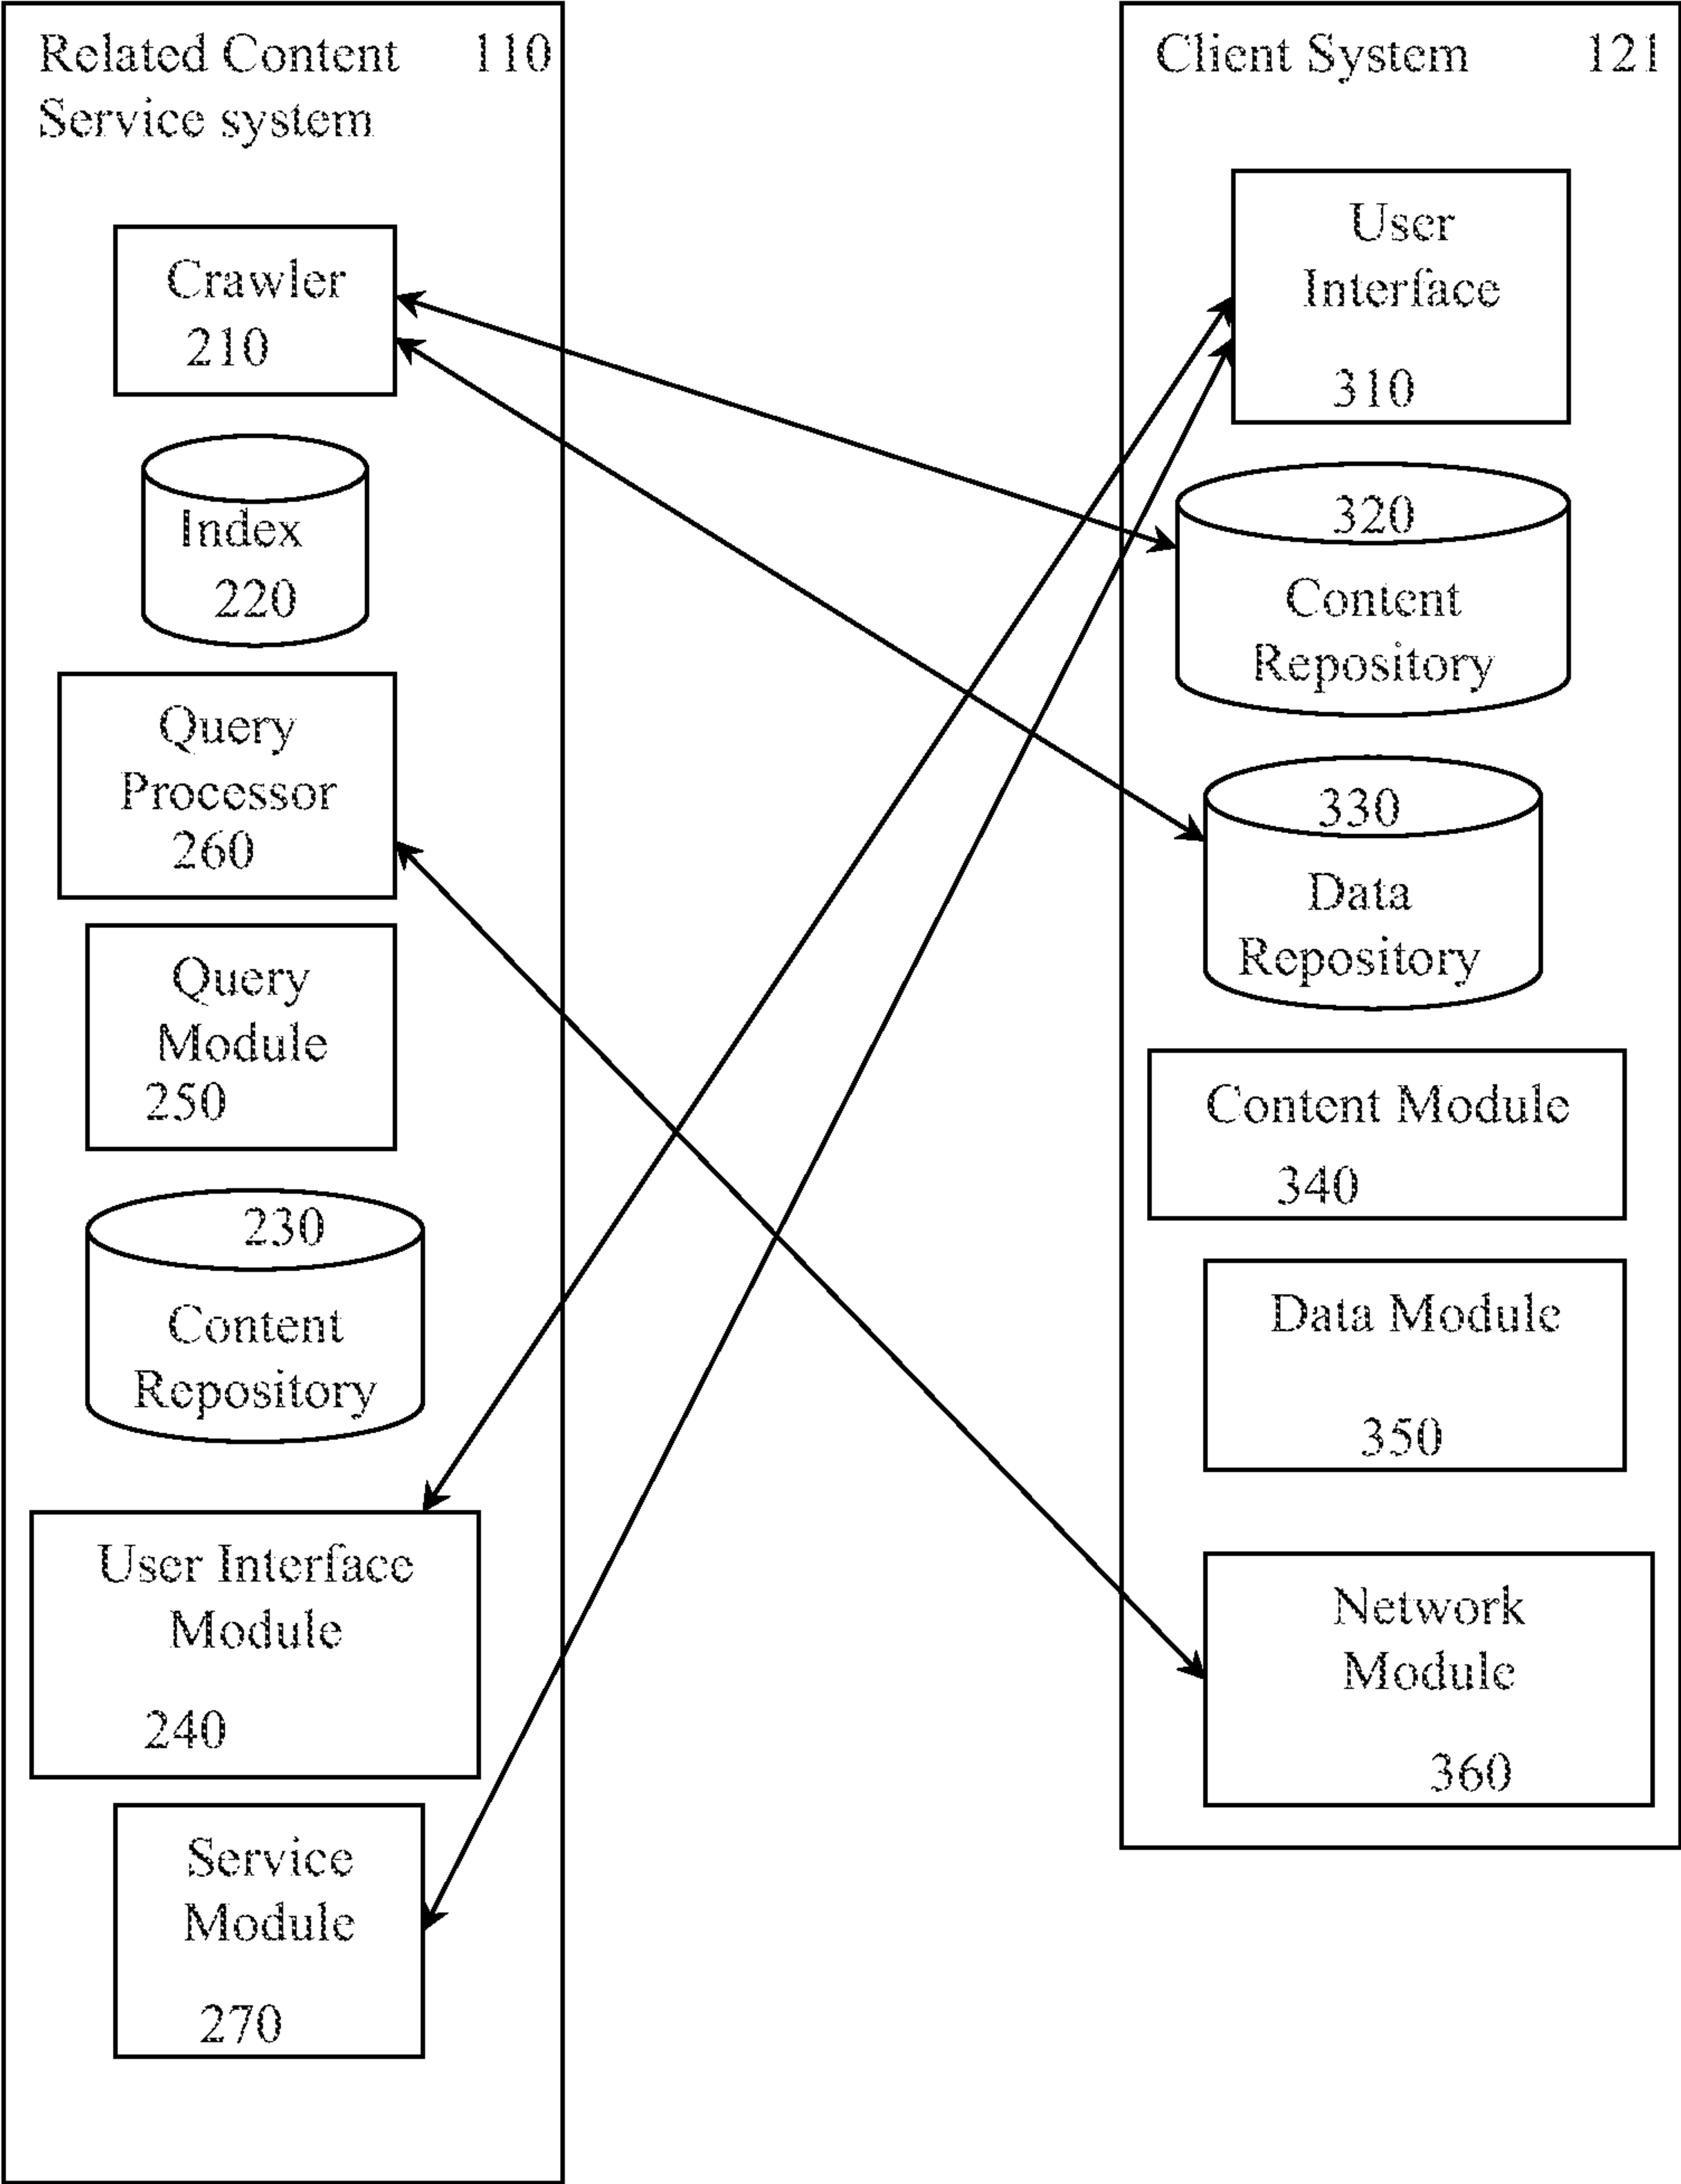 Related Content 110
Service system
Crawler
210
Index
220
Query
Processor
260
Query
Module
250
230
Content
Repository
User Interface
Module
240
Service
Module
270
Client System 121
User
Interface
310
320
Content
Repository
330
Data
Repository
Content Module
340
Data Module
350
Network
Module
360